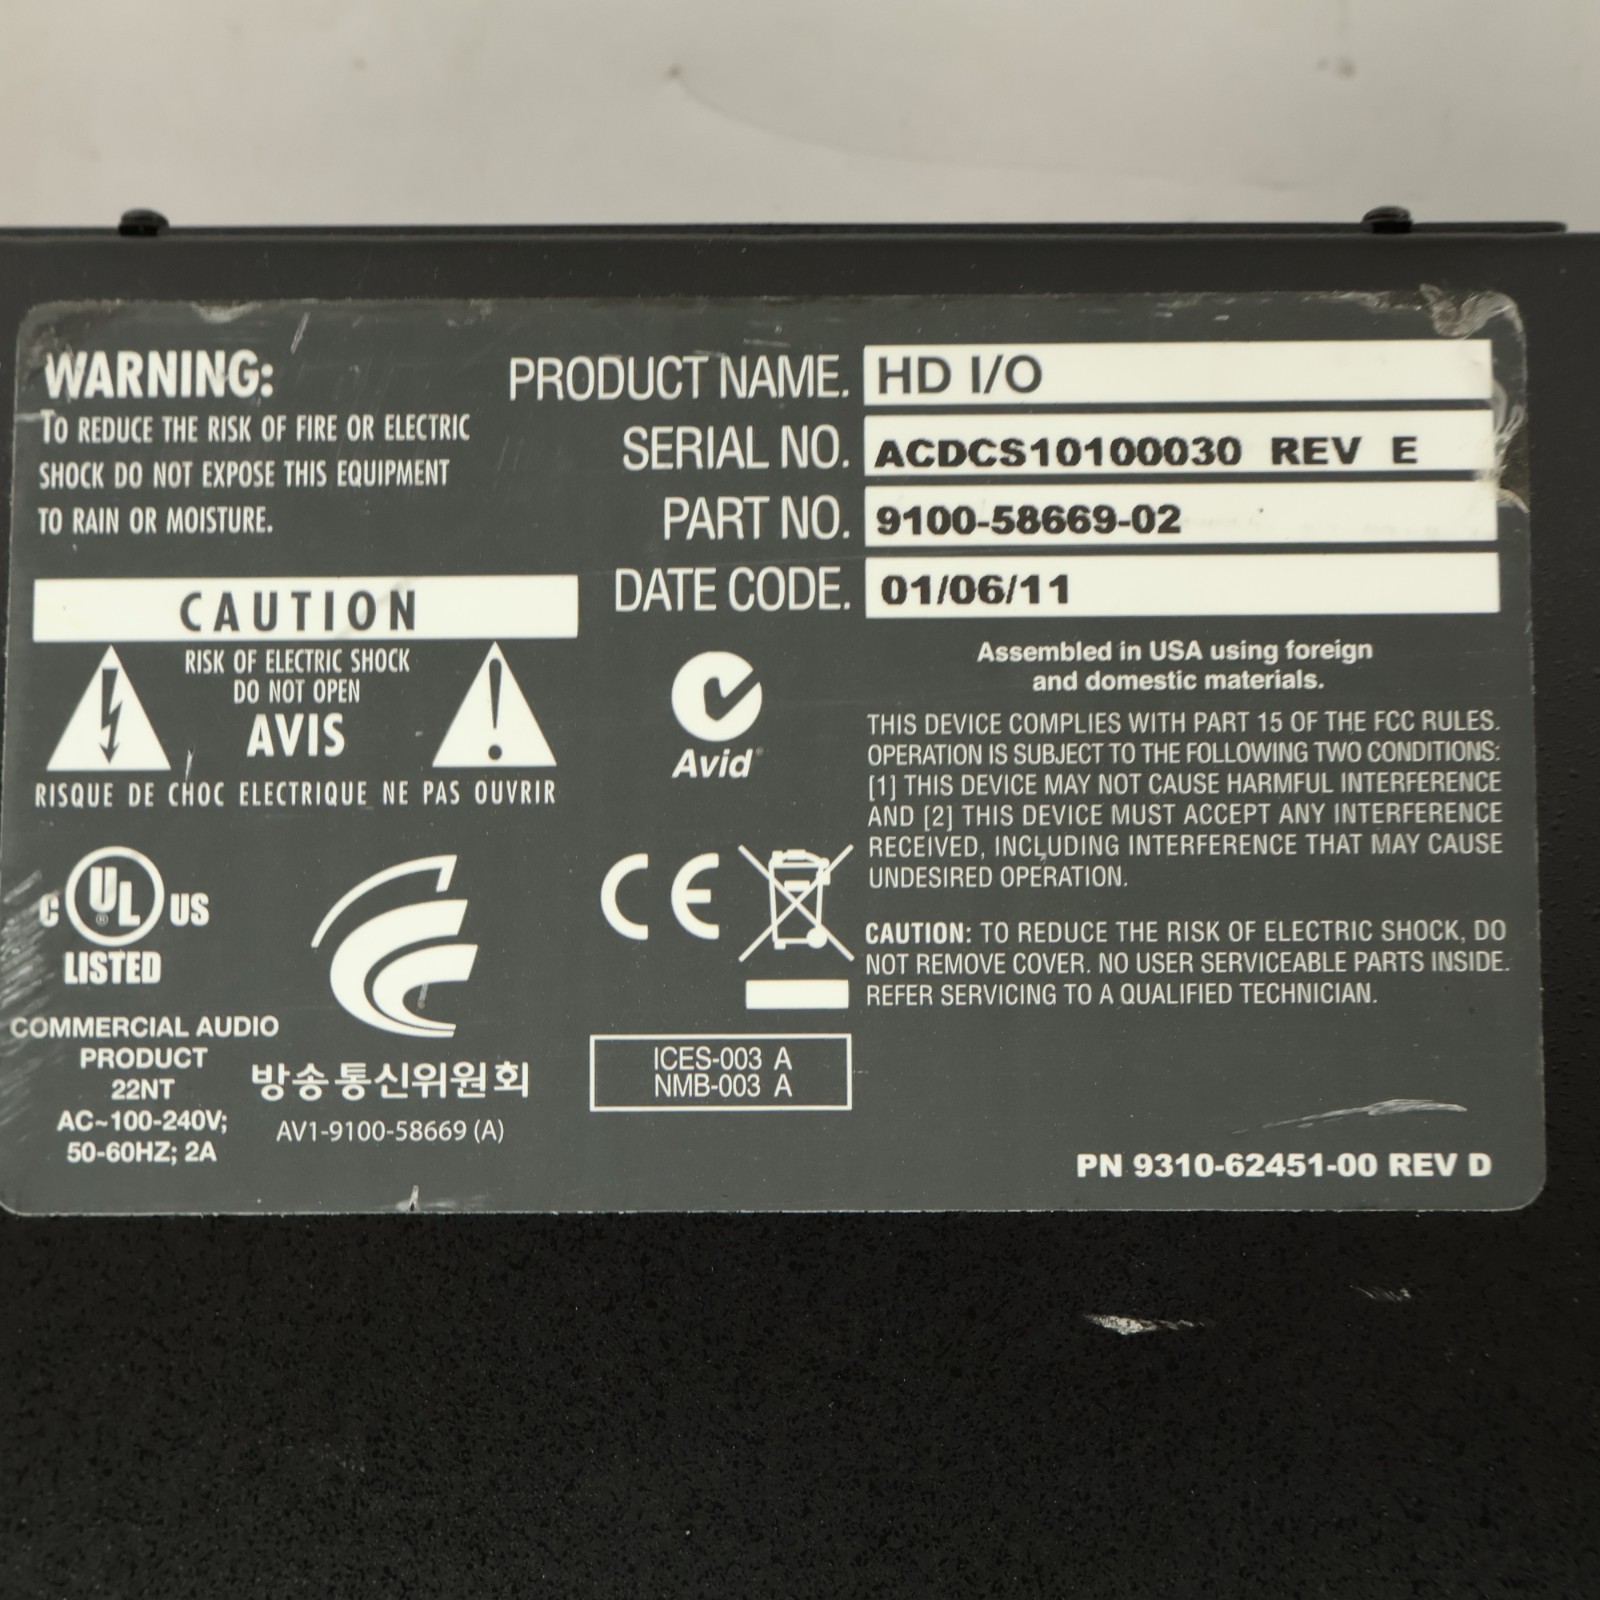 WARNING:
TO REDUCE THE RISK OF FIRE OR ELECTRIC
SHOCK DO NOT EXPOSE THIS EQUIPMENT
TO RAIN OR MOISTURE.
CAUTION
RISK OF ELECTRIC SHOCK
DO NOT OPEN
AVIS
RISQUE DE CHOC ELECTRIQUE NE PAS OUVRIR
C UL® US
LISTED
COMMERCIAL AUDIO
PRODUCT
22NT
AC~100-240V;
50-60HZ; 2A
방송통신위원회
AV1-9100-58669 (A)
PRODUCT NAME. HD I/O
SERIAL NO. ACDCS10100030 REV E
PART NO. 9100-58669-02
DATE CODE. 01/06/11
Avid®
CE
ICES-003 A
NMB-003 A
Assembled in USA using foreign
and domestic materials.
THIS DEVICE COMPLIES WITH PART 15 OF THE FCC RULES.
OPERATION IS SUBJECT TO THE FOLLOWING TWO CONDITIONS:
[1] THIS DEVICE MAY NOT CAUSE HARMFUL INTERFERENCE
AND [2] THIS DEVICE MUST ACCEPT ANY INTERFERENCE
RECEIVED, INCLUDING INTERFERENCE THAT MAY CAUSE
UNDESIRED OPERATION.
CAUTION: TO REDUCE THE RISK OF ELECTRIC SHOCK, DO
NOT REMOVE COVER. NO USER SERVICEABLE PARTS INSIDE.
REFER SERVICING TO A QUALIFIED TECHNICIAN.
PN 9310-62451-00 REV D